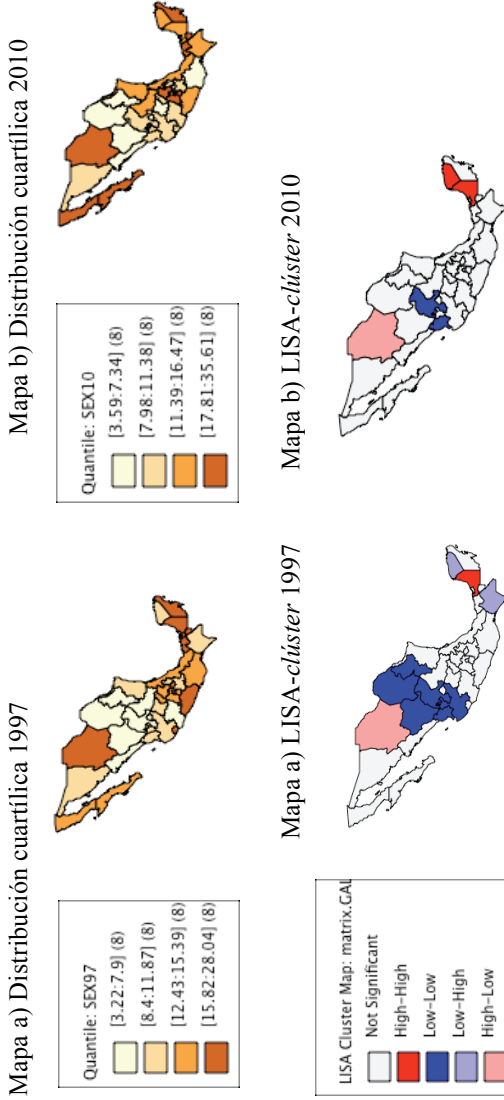 Mapa a) Distribución cuartílica 1997
Quantile: SEX97
[3.22:7.9] (8)
[8.4:11.87] (8)
[12.43:15.39] (8)
[15.82:28.04] (8)
Mapa b) Distribución cuartílica 2010
Quantile: SEX10
[3.59:7.34] (8)
[7.98:11.38] (8)
[11.39:16.47] (8)
[17.81:35.61] (8)
Mapa a) LISA-clúster 1997
LISA Cluster Map: matrix.GAL
Not Significant
High-High
Low-Low
Low-High
High-Low
Mapa b) LISA-clúster 2010